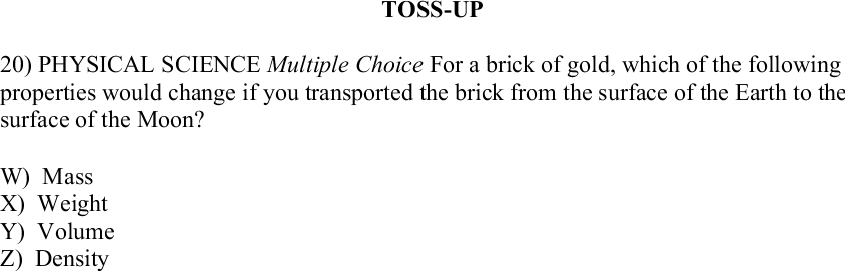 TOSS-UP
20) PHYSICAL SCIENCE Multiple Choice For a brick of gold, which of the following
properties would change if you transported the brick from the surface of the Earth to the
surface of the Moon?
W) Mass
X) Weight
Y) Volume
Z) Density